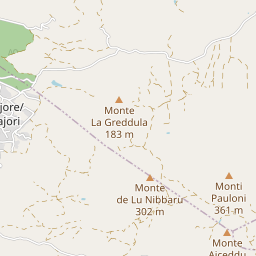 Monte
La Greddula
183 m
jore/
ajori
Monte
de Lu Nibbaru
302 m
Monti
Pauloni
361 m
Monte
Aiceddu